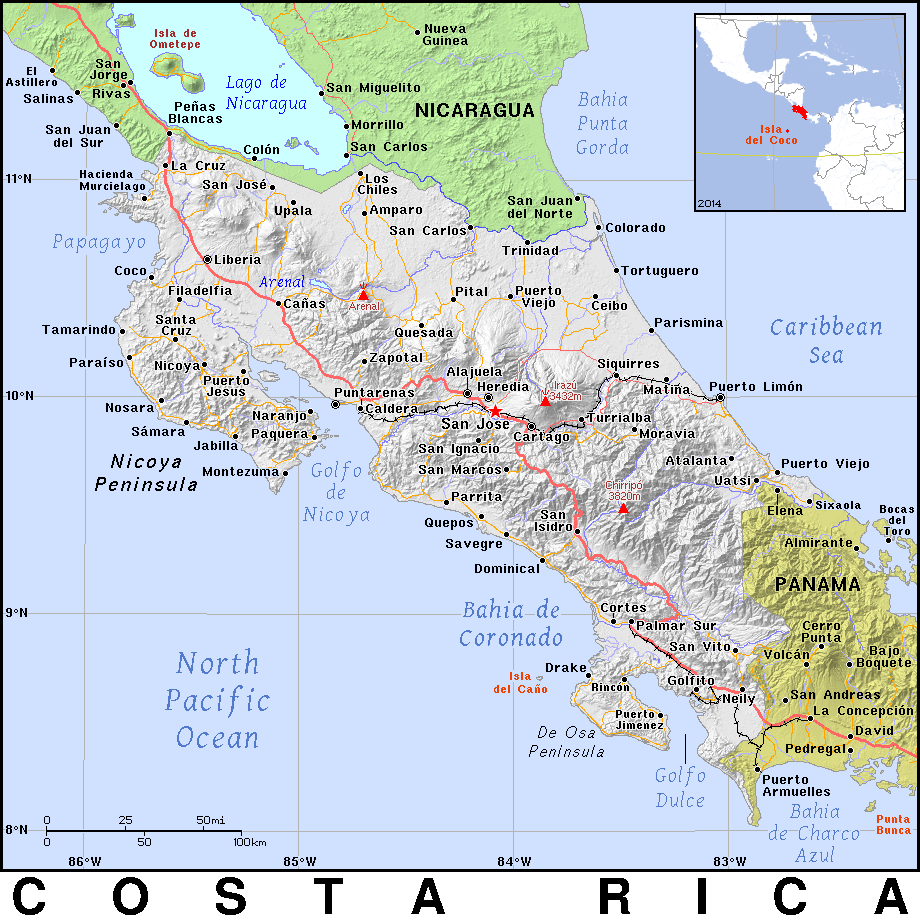 Isla de
Ometepe
Nueva
Guinea
San
Jorge
El
Astillero
Salinas
Rivas
Lago de
Nicaragua
San Miguelito
NICARAGUA
Bahia
Punta
Gorda
Peñas
Blancas
San Juan
del Sur
Morrillo
San Carlos
Colón
Isla
del Coco
2014
11°N
La Cruz
Hacienda
Murcielago
San José
Los
Chiles
Upala
Amparo
San Juan
del Norte
San Carlos
Colorado
Papagayo
Trinidad
Liberia
Coco
Tortuguero
Arenal
Filadelfia
Cañas
Arenal
Pital
Puerto
Viejo
Ceibo
Santa
Cruz
Tamarindo
Quesada
Parismina
Caribbean
Sea
Paraíso
Nicoya
Zapotal
Siquirres
Puerto
Jesus
Alajuela
Heredia
Irazú
3432m
Matiña
Puerto Limón
10°N
Puntarenas
Caldera
Nosara
Naranjo
San José
Cartago
Turrialba
Moravia
Sámara
Paquera
Jabilla
San Ignacio
Nicoya
Peninsula
Montezuma
Golfo
de
Nicoya
San Marcos
Atalanta
Puerto Viejo
Uatsi
Chirripó
3820m
Parrita
Elena
Sixaola
Bocas
del
Toro
Quepos
San
Isidro
Savegre
Almirante
Dominical
PANAMA
9°N
Bahia de
Coronado
Cortes
Palmar Sur
Cerro
Punta
San Vito
Volcán
Bajo
Boquete
North
Pacific
Ocean
Isla
del Caño
Drake
Rincón
Golfito
Neily
San Andreas
La Concepción
Puerto
Jimenez
De Osa
Peninsula
David
Pedregal
Golfo
Dulce
Puerto
Armuelles
Bahia
de Charco
Azul
Punta
Bunca
0 25 50mi
0 50 100km
8°N
86°W 85°W 84°W 83°W
COSTA RICA